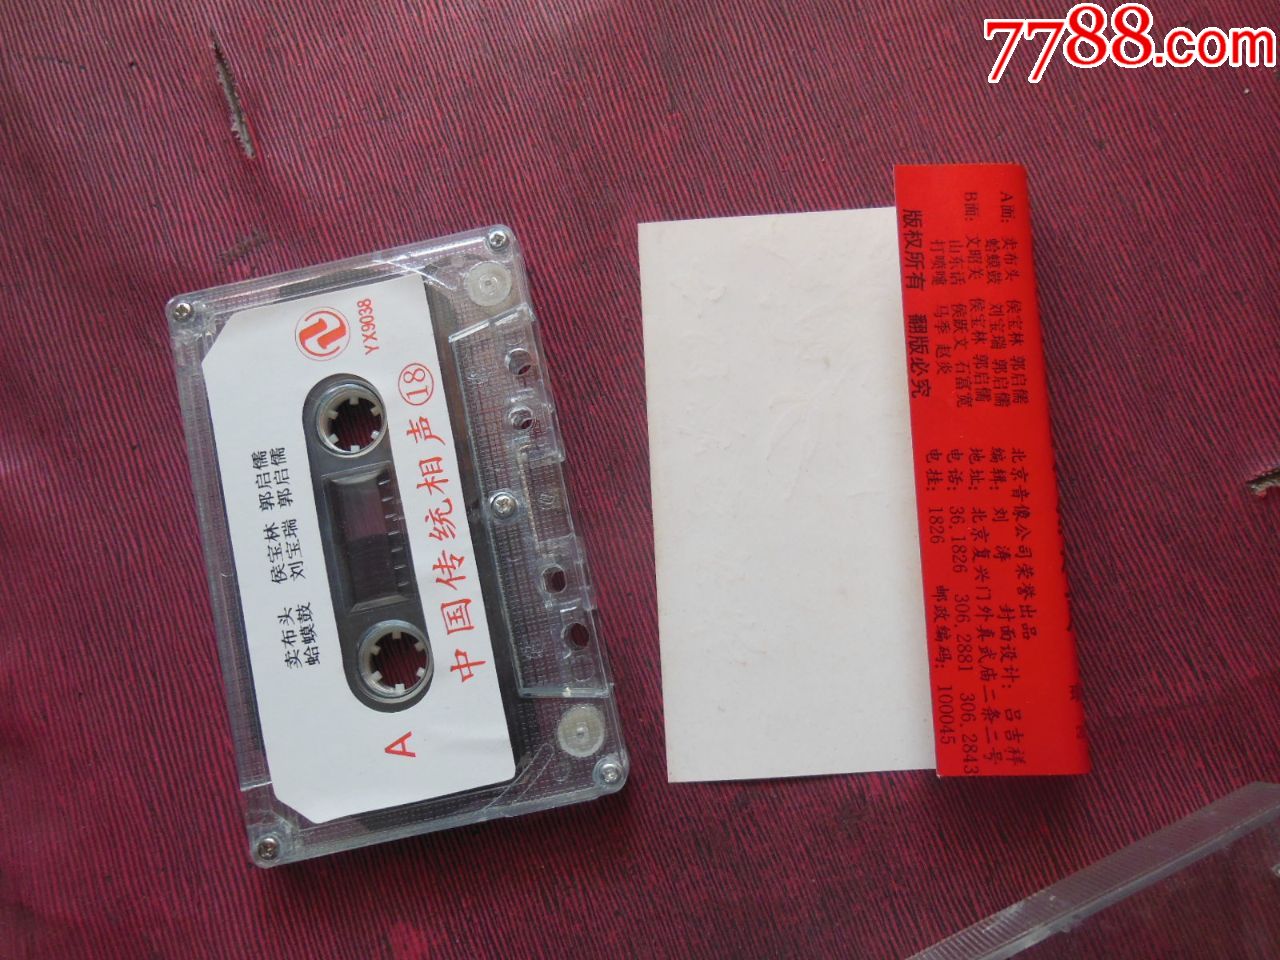 7788.com
YX9038
中国传统相声 18
卖布头 侯宝林 郭启儒
蛤蟆鼓 刘宝瑞 郭启儒
A
A面: 卖布头 侯宝林 郭启儒
蛤蟆鼓 刘宝瑞 郭启儒
B面: 文昭关 侯宝林 郭启儒
山东话 侯跃文 石富宽
打喷嚏 马季 赵炎
版权所有 翻版必究
北京音像公司荣誉出品
编辑: 刘涛 封面设计: 吕吉祥
地址: 北京复兴门外真武庙二条二号
电话: 36.1826 306.2881 306.2843
电挂: 1826 邮政编码: 100045